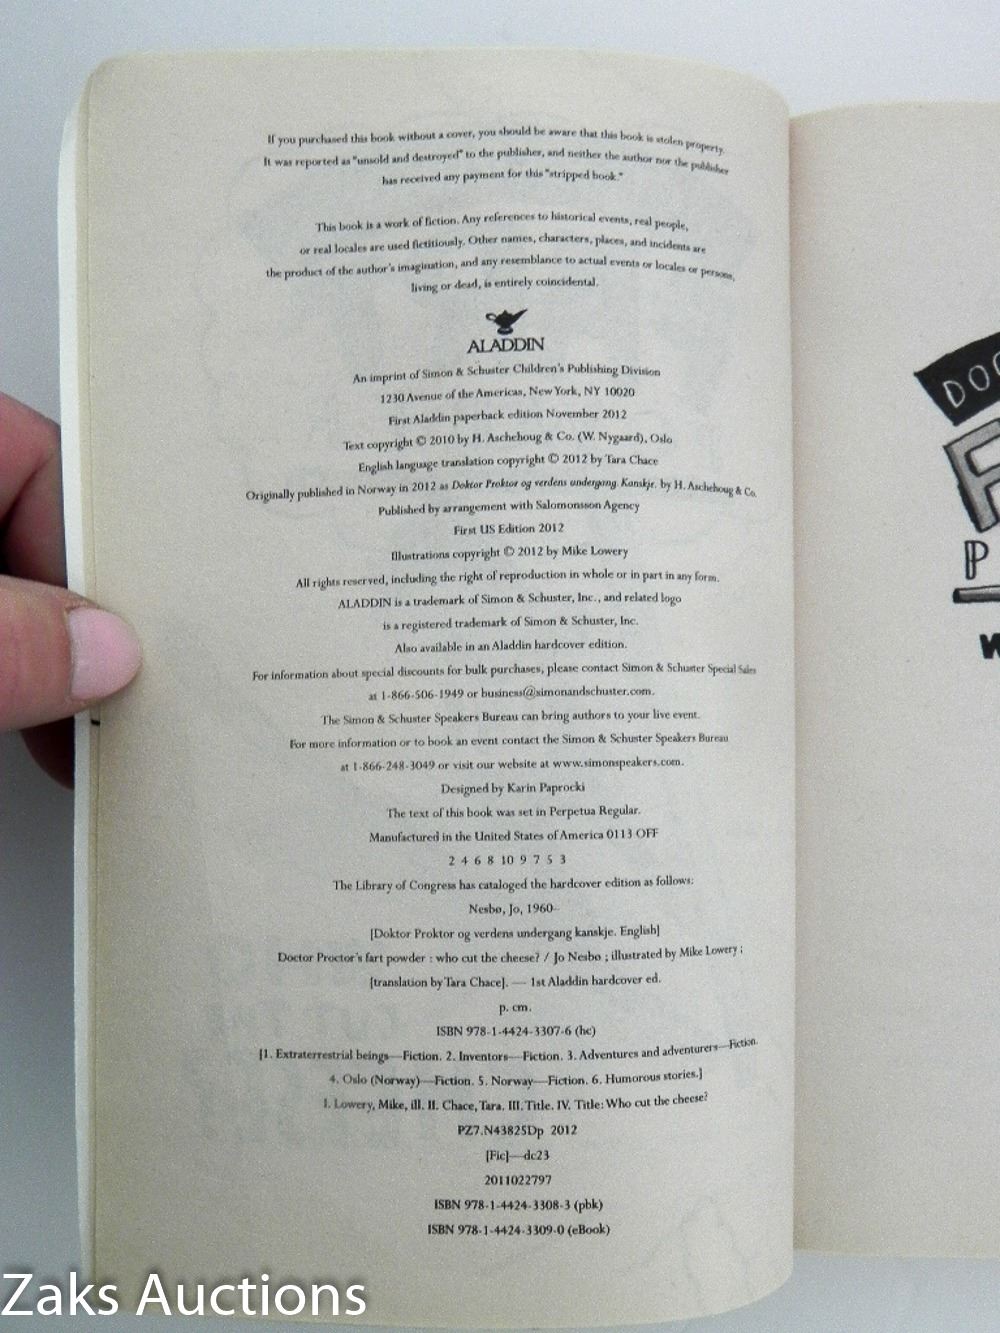 If you purchased this book without a cover, you should be aware that this book is stolen property.
It was reported as "unsold and destroyed" to the publisher, and neither the author nor the publisher
has received any payment for this "stripped book."
This book is a work of fiction. Any references to historical events, real people,
or real locales are used fictitiously. Other names, characters, places, and incidents are
the product of the author's imagination, and any resemblance to actual events or locales or persons,
living or dead, is entirely coincidental.
ALADDIN
An imprint of Simon & Schuster Children's Publishing Division
1230 Avenue of the Americas, New York, NY 10020
First Aladdin paperback edition November 2012
Text copyright © 2010 by H. Aschehoug & Co. (W. Nygaard), Oslo
English language translation copyright © 2012 by Tara Chace
Originally published in Norway in 2012 as Doktor Proktor og verdens undergang. Kanskje. by H. Aschehoug & Co.
Published by arrangement with Salomonsson Agency
First US Edition 2012
Illustrations copyright © 2012 by Mike Lowery
All rights reserved, including the right of reproduction in whole or in part in any form.
ALADDIN is a trademark of Simon & Schuster, Inc., and related logo
is a registered trademark of Simon & Schuster, Inc.
Also available in an Aladdin hardcover edition.
For information about special discounts for bulk purchases, please contact Simon & Schuster Special Sales
at 1-866-506-1949 or business@simonandschuster.com.
The Simon & Schuster Speakers Bureau can bring authors to your live event.
For more information or to book an event contact the Simon & Schuster Speakers Bureau
at 1-866-248-3049 or visit our website at www.simonspeakers.com.
Designed by Karin Paprocki
The text of this book was set in Perpetua Regular.
Manufactured in the United States of America 0113 OFF
2 4 6 8 10 9 7 5 3
The Library of Congress has cataloged the hardcover edition as follows:
Nesbø, Jo, 1960–
[Doktor Proktor og verdens undergang kanskje. English]
Doctor Proctor's fart powder : who cut the cheese? / Jo Nesbø ; illustrated by Mike Lowery ;
[translation by Tara Chace]. — 1st Aladdin hardcover ed.
p. cm.
ISBN 978-1-4424-3307-6 (hc)
[1. Extraterrestrial beings—Fiction. 2. Inventors—Fiction. 3. Adventures and adventurers—Fiction.
4. Oslo (Norway)—Fiction. 5. Norway—Fiction. 6. Humorous stories.]
I. Lowery, Mike, ill. II. Chace, Tara. III. Title. IV. Title: Who cut the cheese?
PZ7.N43825Dp 2012
[Fic]—dc23
2011022797
ISBN 978-1-4424-3308-3 (pbk)
ISBN 978-1-4424-3309-0 (eBook)
Zaks Auctions